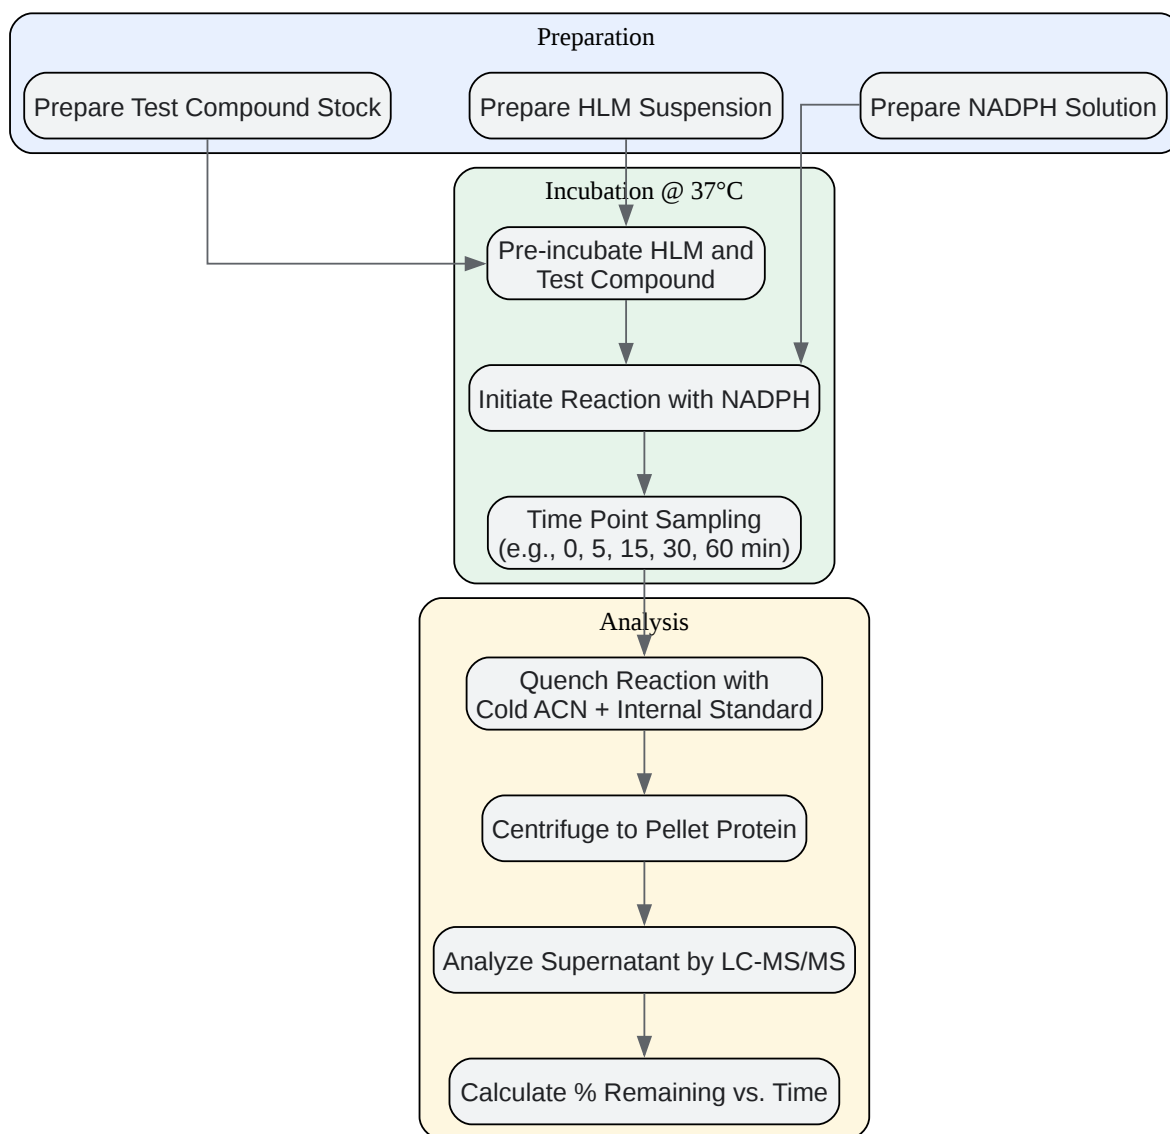 Preparation
Prepare Test Compound Stock
Prepare HLM Suspension
Prepare NADPH Solution
Incubation @ 37°C
Pre-incubate HLM and
Test Compound
Initiate Reaction with NADPH
Time Point Sampling
(e.g., 0, 5, 15, 30, 60 min)
Analysis
Quench Reaction with
Cold ACN + Internal Standard
Centrifuge to Pellet Protein
Analyze Supernatant by LC-MS/MS
Calculate % Remaining vs. Time